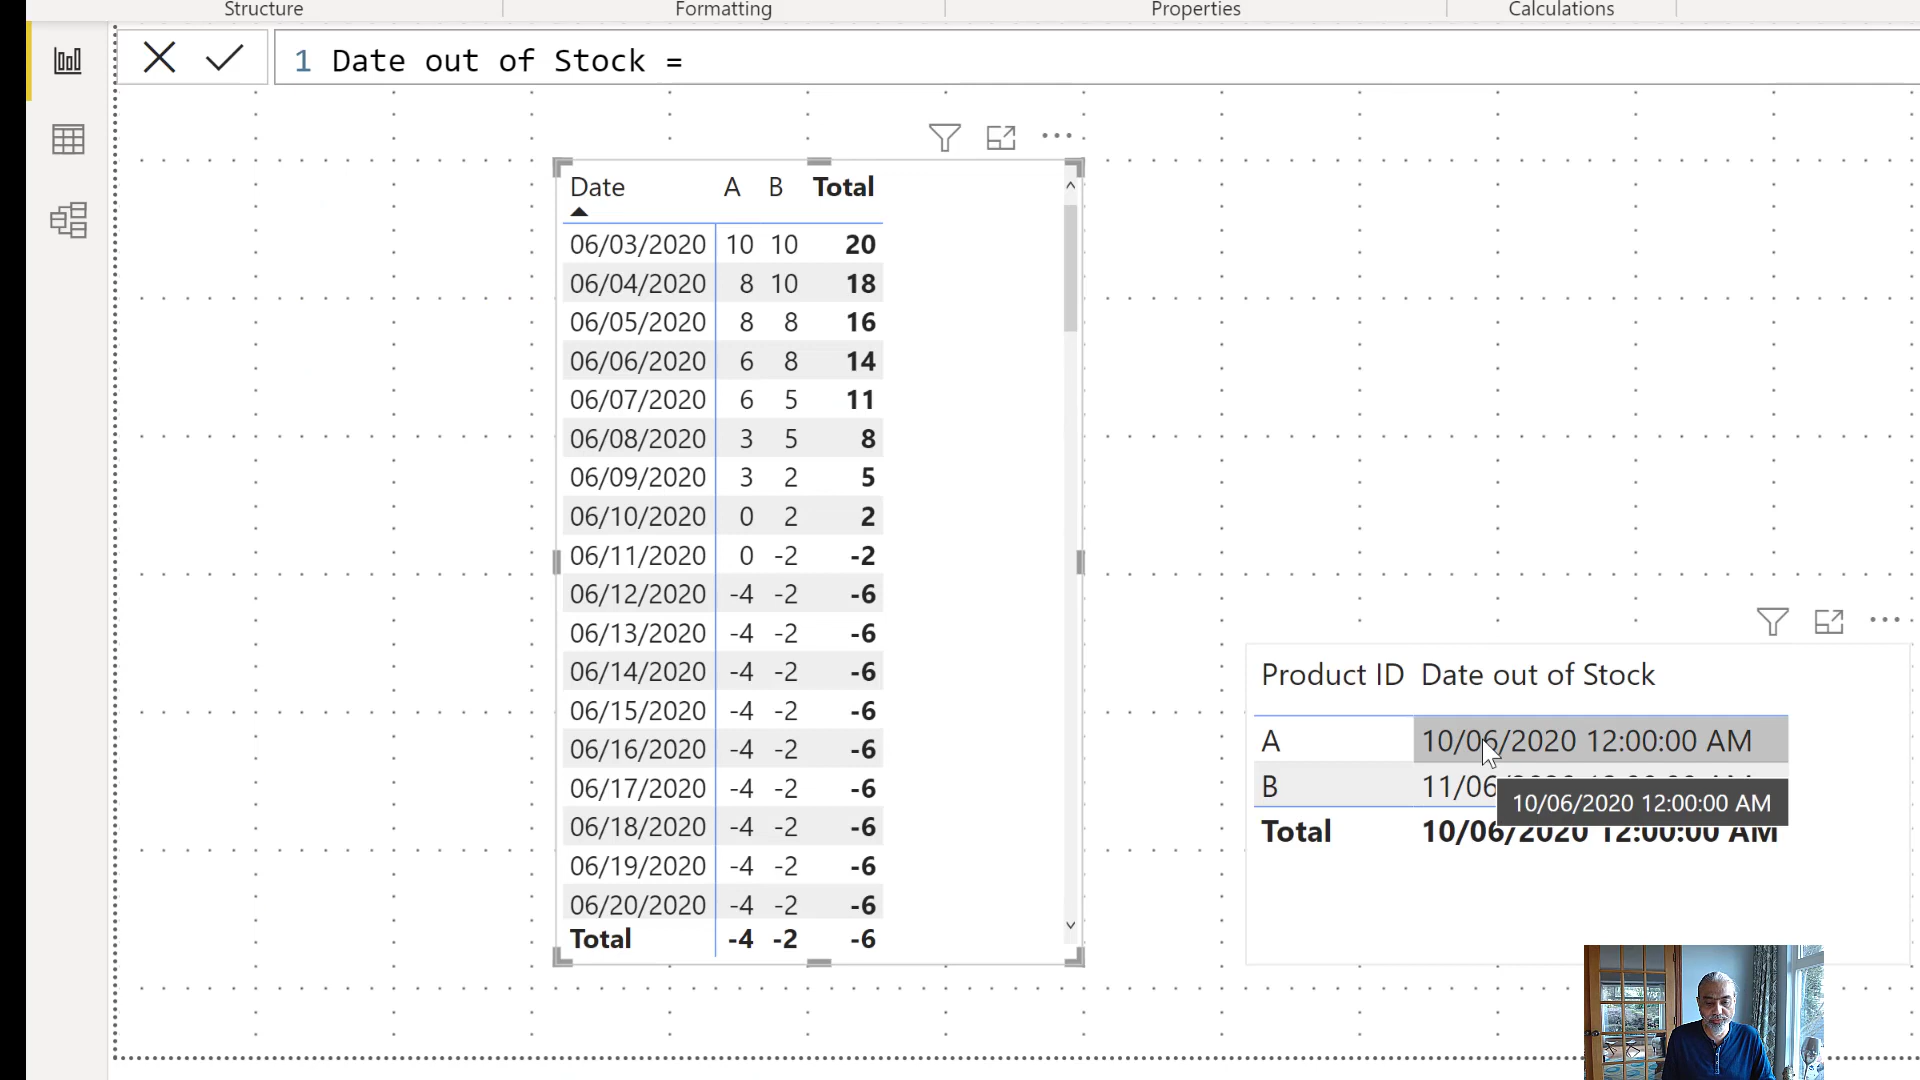 Structure Formatting Properties Calculations
1 Date out of Stock =
Date A B Total
06/03/2020 10 10 20
06/04/2020 8 10 18
06/05/2020 8 8 16
06/06/2020 6 8 14
06/07/2020 6 5 11
06/08/2020 3 5 8
06/09/2020 3 2 5
06/10/2020 0 2 2
06/11/2020 0 -2 -2
06/12/2020 -4 -2 -6
06/13/2020 -4 -2 -6
06/14/2020 -4 -2 -6
06/15/2020 -4 -2 -6
06/16/2020 -4 -2 -6
06/17/2020 -4 -2 -6
06/18/2020 -4 -2 -6
06/19/2020 -4 -2 -6
06/20/2020 -4 -2 -6
Total -4 -2 -6
Product ID Date out of Stock
A 10/06/2020 12:00:00 AM
B 11/06
10/06/2020 12:00:00 AM
Total 10/06/2020 12:00:00 AM